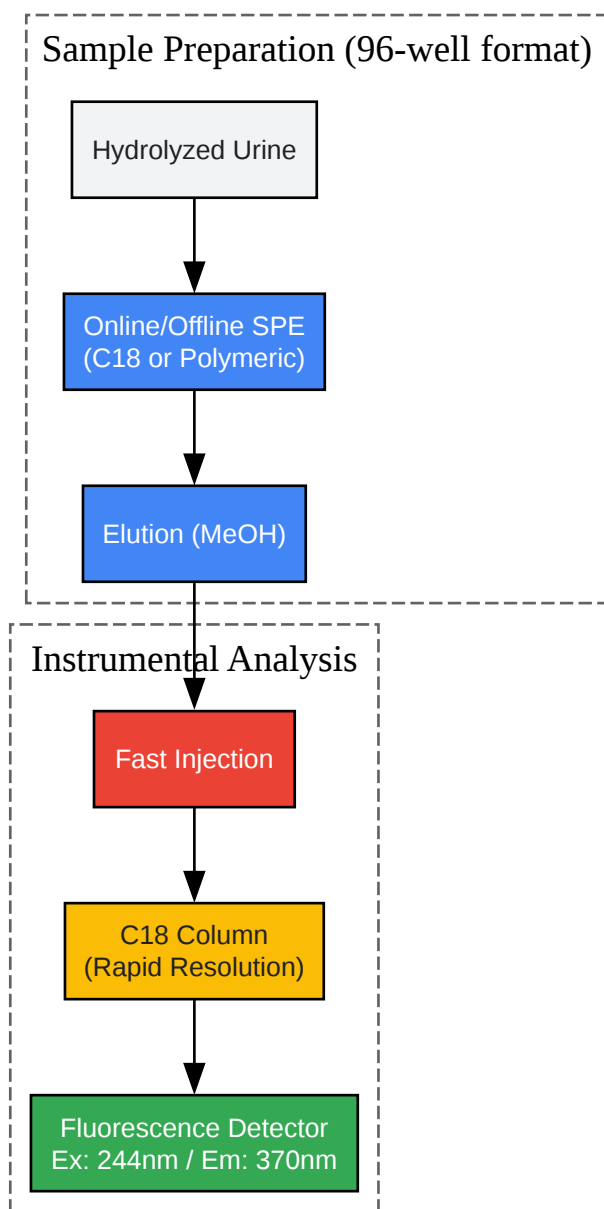 Sample Preparation (96-well format)
Hydrolyzed Urine
Online/Offline SPE
(C18 or Polymeric)
Elution (MeOH)
Instrumental Analysis
Fast Injection
C18 Column
(Rapid Resolution)
Fluorescence Detector
Ex: 244nm / Em: 370nm